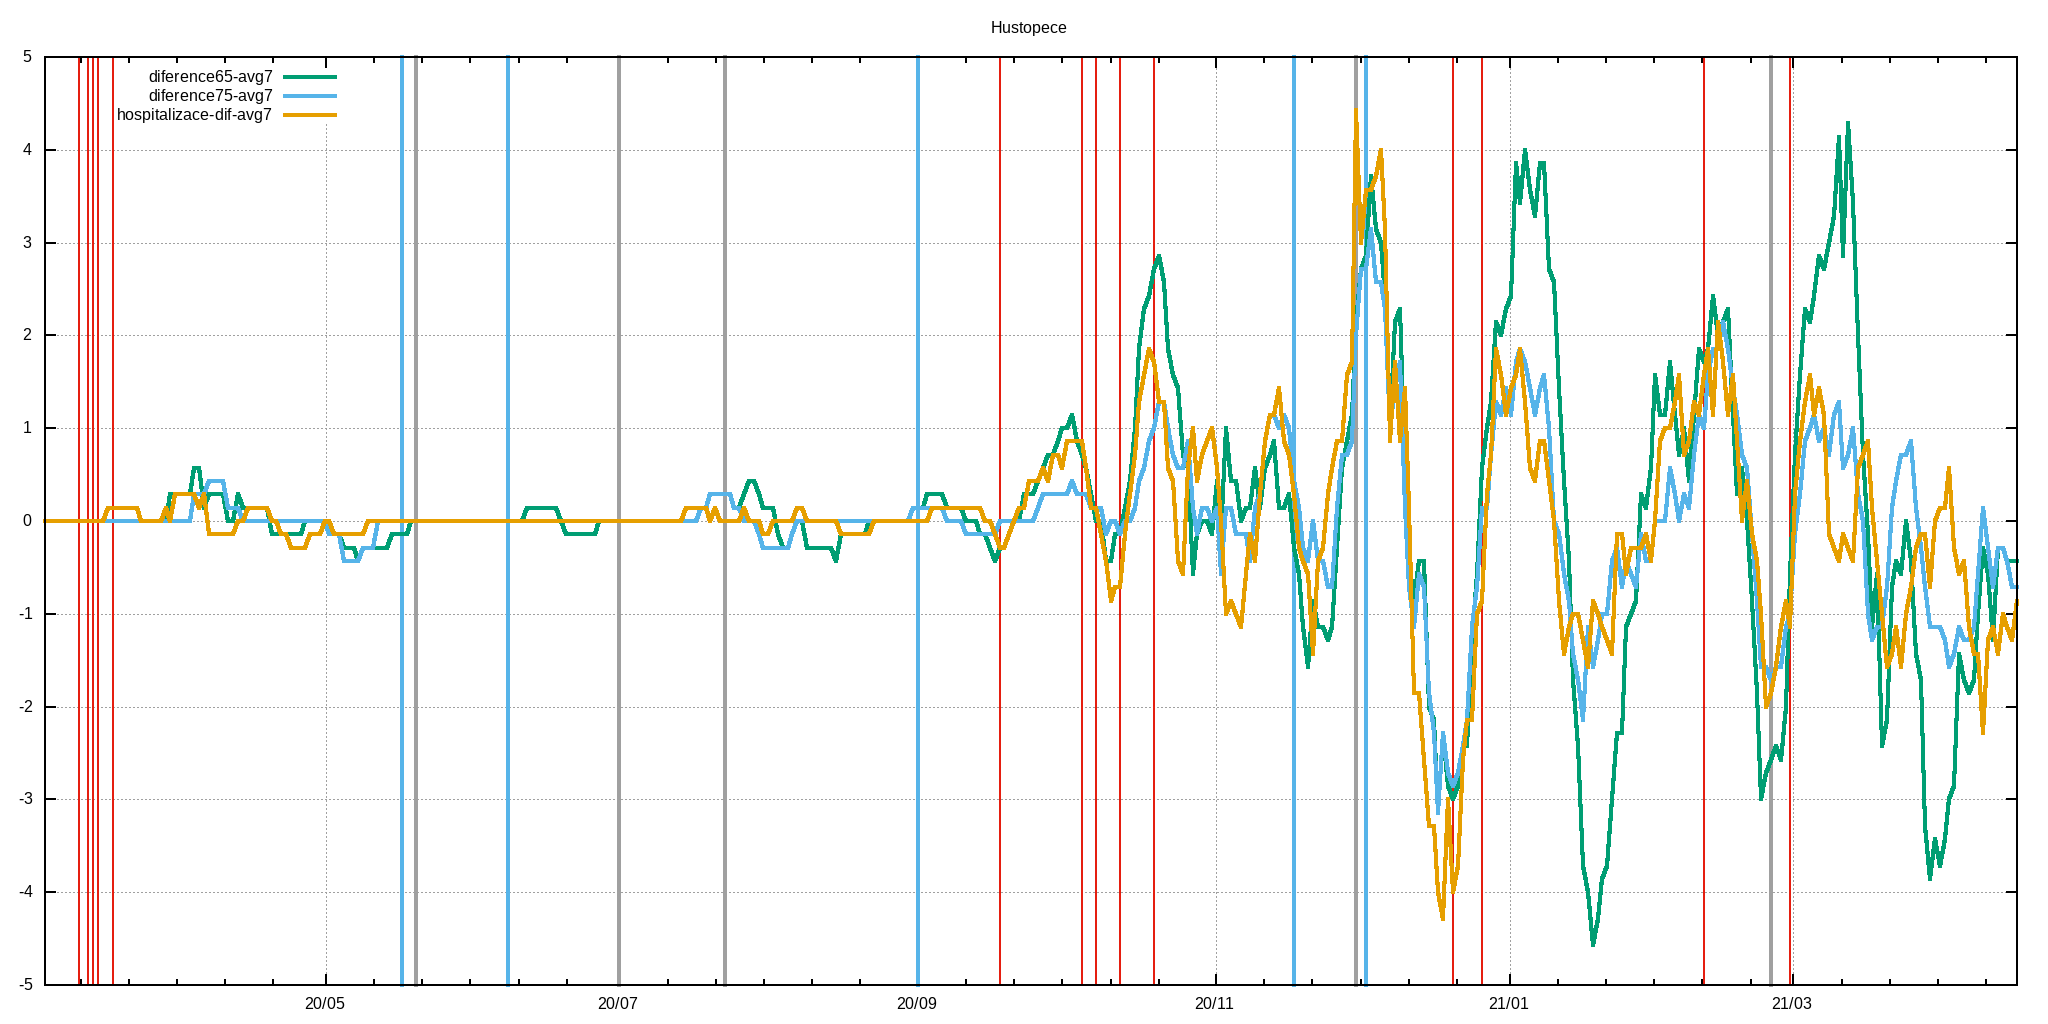 Hustopece
5
diference65-avg7
diference75-avg7
hospitalizace-dif-avg7
4
3
2
1
0
-1
-2
-3
-4
-5
20/05 20/07 20/09 20/11 21/01 21/03